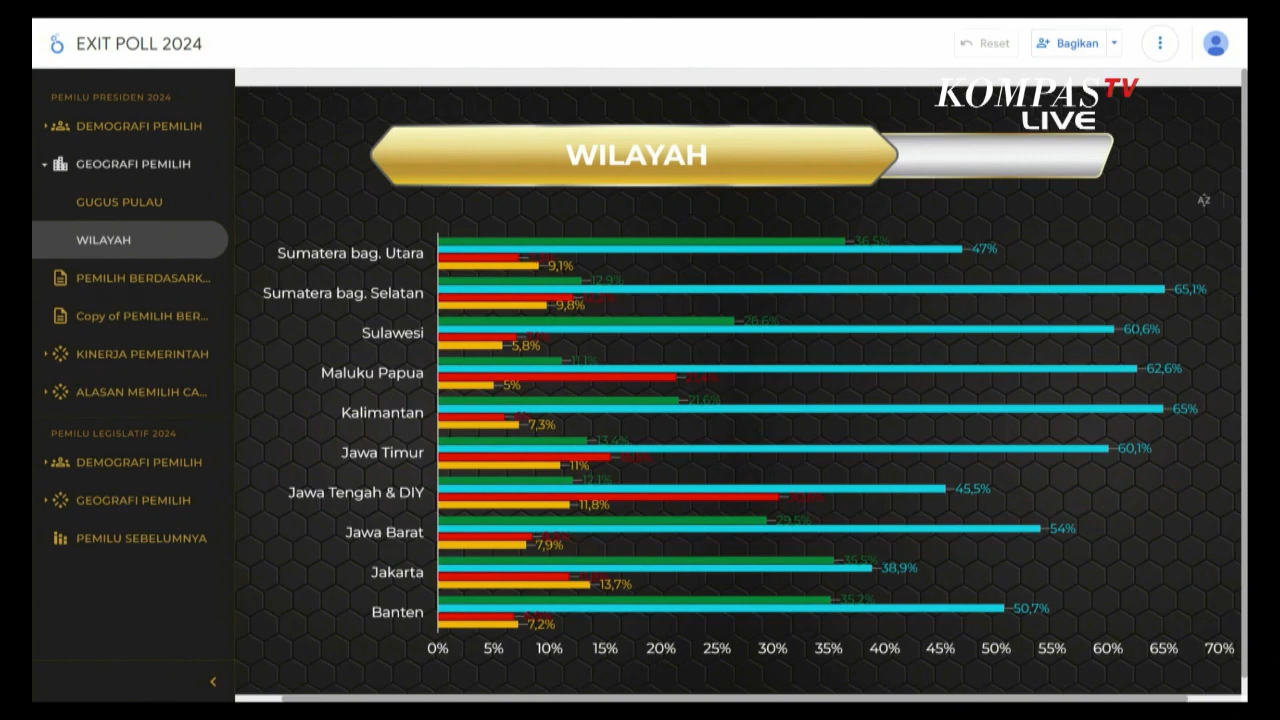 EXIT POLL 2024
Reset
Bagikan
KOMPAS TV
LIVE
PEMILU PRESIDEN 2024
DEMOGRAFI PEMILIH
GEOGRAFI PEMILIH
GUGUS PULAU
WILAYAH
PEMILIH BERDASARK...
Copy of PEMILIH BER...
KINERJA PEMERINTAH
ALASAN MEMILIH CA...
PEMILU LEGISLATIF 2024
DEMOGRAFI PEMILIH
GEOGRAFI PEMILIH
PEMILU SEBELUMNYA
WILAYAH
AZ
Sumatera bag. Utara
36,5%
47%
9,1%
Sumatera bag. Selatan
12,9%
65,1%
9,8%
Sulawesi
26,6%
60,6%
5,8%
Maluku Papua
11,1%
62,6%
5%
Kalimantan
21,6%
65%
7,3%
Jawa Timur
13,4%
60,1%
11%
Jawa Tengah & DIY
12,1%
45,5%
11,8%
Jawa Barat
29,5%
54%
7,9%
Jakarta
35,5%
38,9%
13,7%
Banten
35,2%
50,7%
7,2%
0% 5% 10% 15% 20% 25% 30% 35% 40% 45% 50% 55% 60% 65% 70%